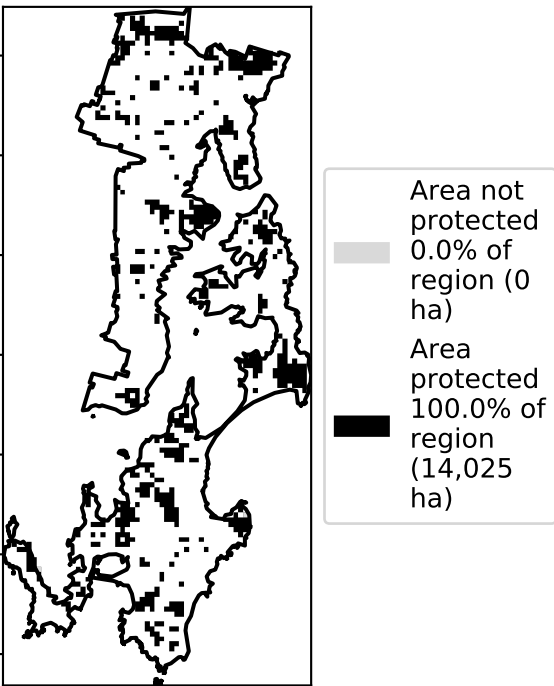 Area not
protected
0.0% of
region (0
ha)
Area
protected
100.0% of
region
(14,025
ha)